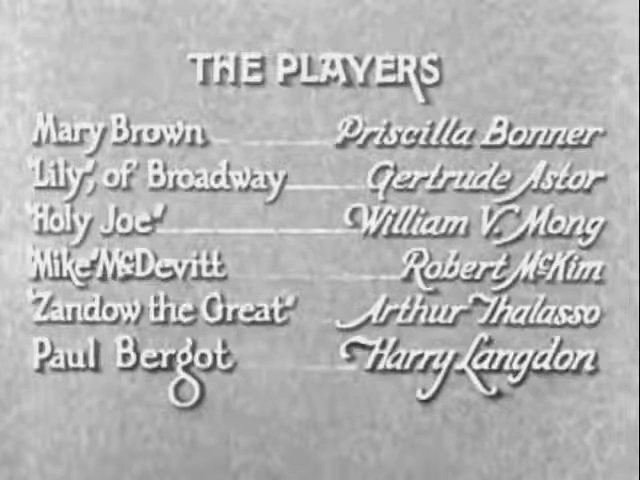 THE PLAYERS
Mary Brown Priscilla Bonner
"Lily", of Broadway Gertrude Astor
"Holy Joe" William V. Mong
"Mike" McDevitt Robert McKim
"Zandow the Great" Arthur Thalasso
Paul Bergot Harry Langdon